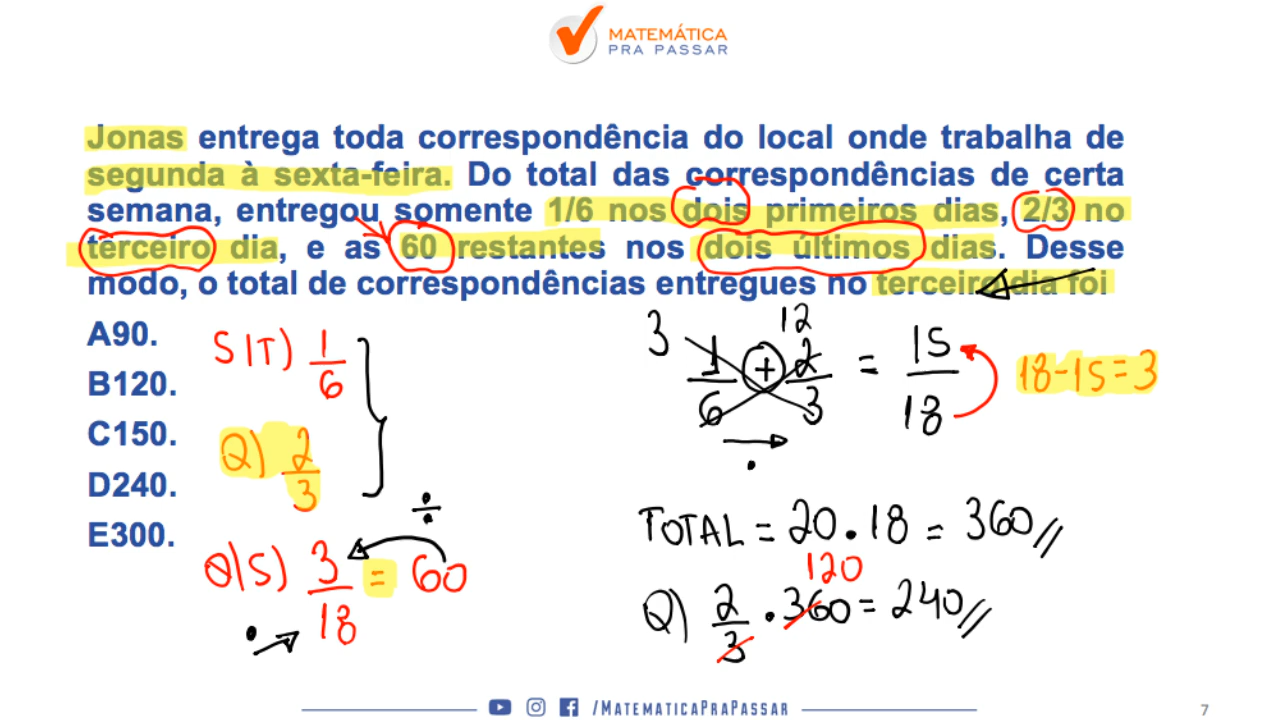 MATEMÁTICA
PRA PASSAR
Jonas entrega toda correspondência do local onde trabalha de
segunda à sexta-feira. Do total das correspondências de certa
semana, entregou somente 1/6 nos dois primeiros dias, 2/3 no
terceiro dia, e as 60 restantes nos dois últimos dias. Desse
modo, o total de correspondências entregues no terceiro dia foi
A90.
B120.
C150.
D240.
E300.
S|T) 1/6
Q) 2/3
÷
Q|S) 3/18 = 60
•
3 12
1/6 + 2/3 = 15/18
18-15=3
•
TOTAL = 20.18 = 360//
120
Q) 2/3 . 360 = 240//
/MATEMATICAPRAPASSAR
7